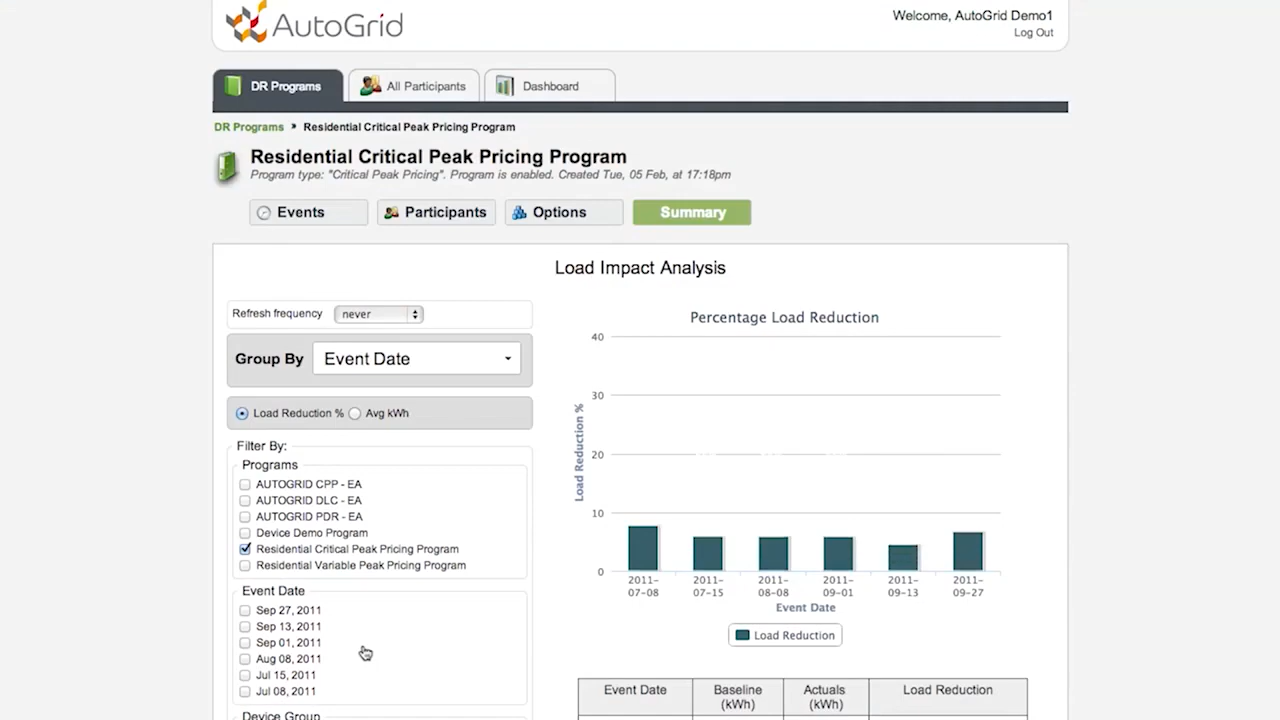 AutoGrid
Welcome, AutoGrid Demo1
Log Out
DR Programs
All Participants
Dashboard
DR Programs » Residential Critical Peak Pricing Program
Residential Critical Peak Pricing Program
Program type: "Critical Peak Pricing". Program is enabled. Created Tue, 05 Feb, at 17:18pm
Events
Participants
Options
Summary
Load Impact Analysis
Refresh frequency never
Group By Event Date
Load Reduction % Avg kWh
Filter By:
Programs
AUTOGRID CPP - EA
AUTOGRID DLC - EA
AUTOGRID PDR - EA
Device Demo Program
Residential Critical Peak Pricing Program
Residential Variable Peak Pricing Program
Event Date
Sep 27, 2011
Sep 13, 2011
Sep 01, 2011
Aug 08, 2011
Jul 15, 2011
Jul 08, 2011
Device Group
Percentage Load Reduction
Load Reduction %
40
30
20
10
0
2011-07-08
2011-07-15
2011-08-08
2011-09-01
2011-09-13
2011-09-27
Event Date
Load Reduction
Event Date
Baseline (kWh)
Actuals (kWh)
Load Reduction